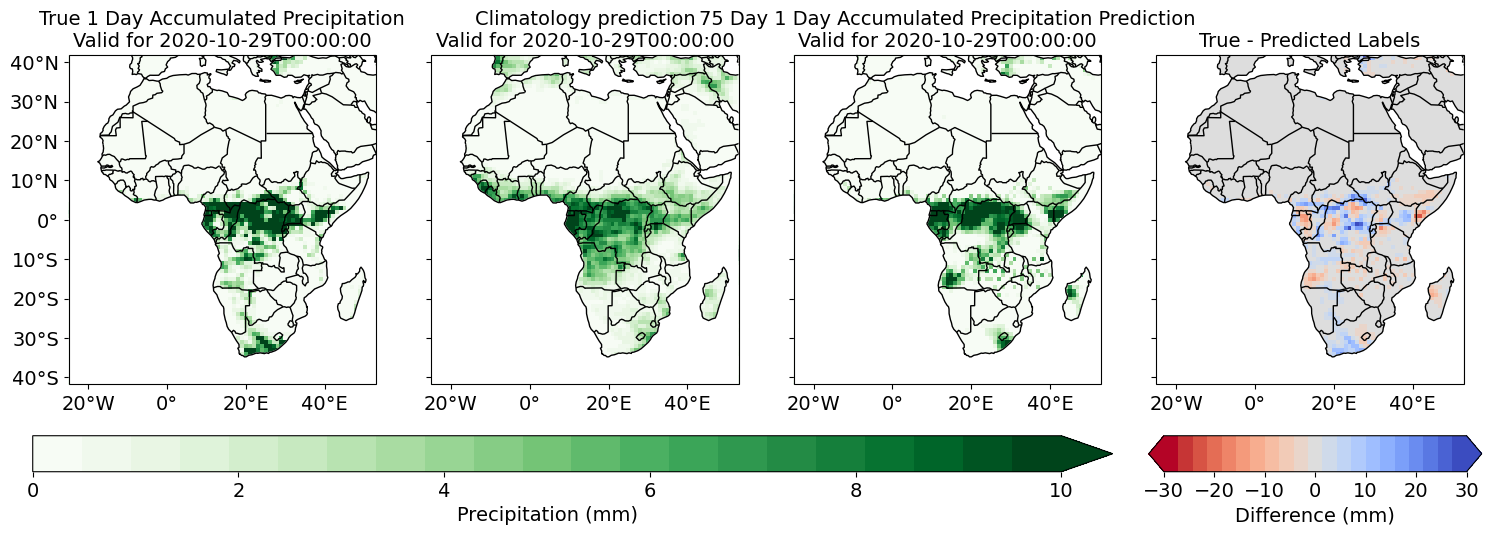 True 1 Day Accumulated Precipitation
Valid for 2020-10-29T00:00:00
Climatology prediction
Valid for 2020-10-29T00:00:00
75 Day 1 Day Accumulated Precipitation Prediction
Valid for 2020-10-29T00:00:00
True - Predicted Labels
40°N
30°N
20°N
10°N
0°
10°S
20°S
30°S
40°S
20°W 0° 20°E 40°E
20°W 0° 20°E 40°E
20°W 0° 20°E 40°E
20°W 0° 20°E 40°E
0 2 4 6 8 10
Precipitation (mm)
−30 −20 −10 0 10 20 30
Difference (mm)